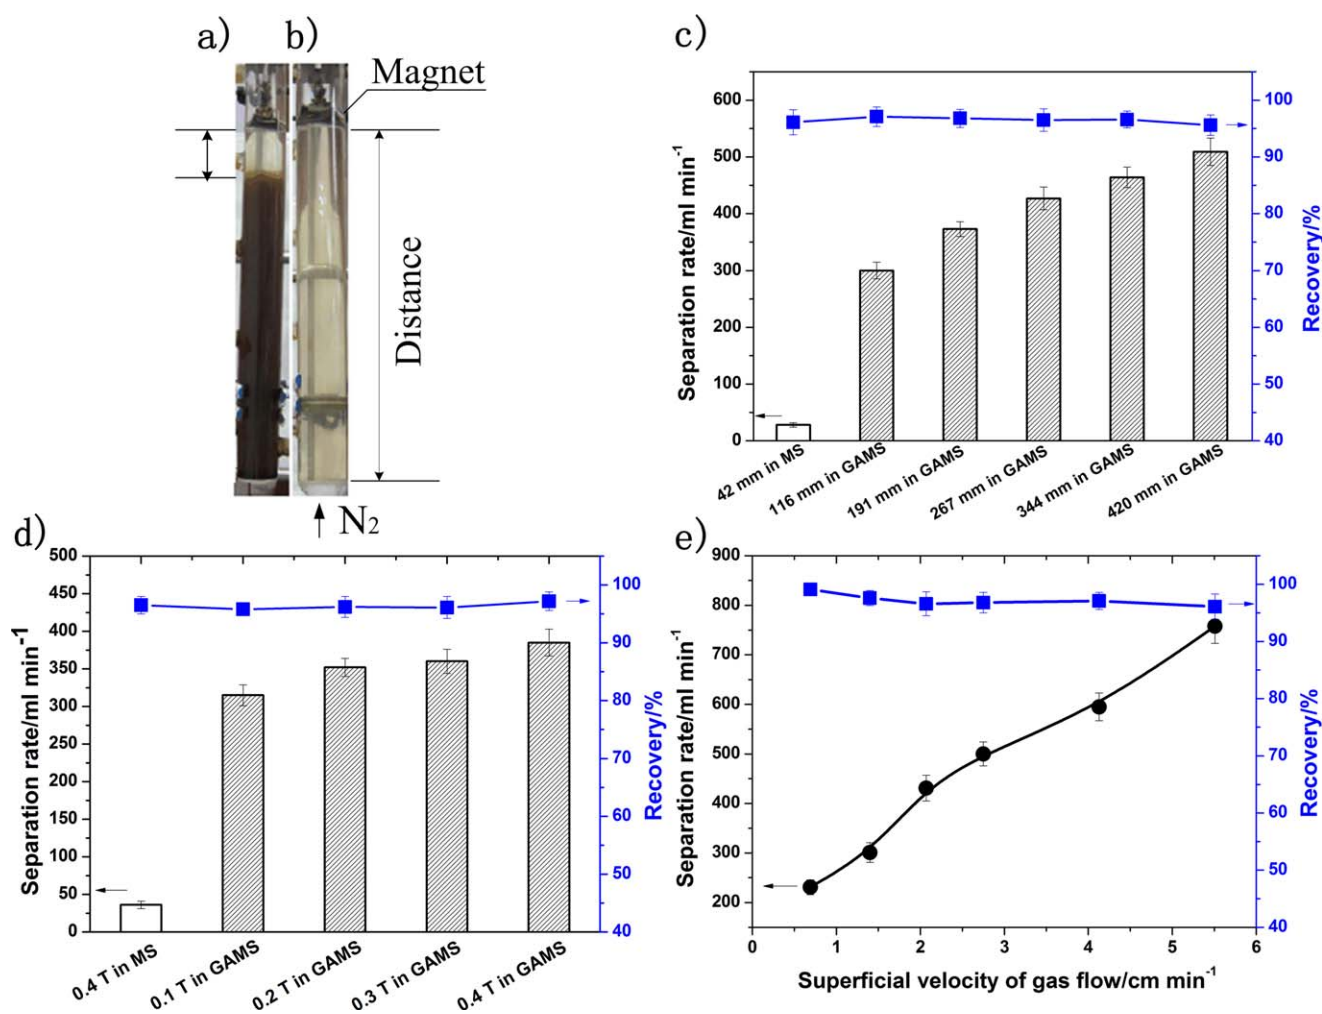 a)
b)
Magnet
Distance
N2
c)
Separation rate/ml min-1
600
500
400
300
200
100
0
100
90
80
70
60
50
40
Recovery/%
42 mm in MS
116 mm in GAMS
191 mm in GAMS
267 mm in GAMS
344 mm in GAMS
420 mm in GAMS
d)
Separation rate/ml min-1
500
450
400
350
300
250
200
150
100
50
0
100
90
80
70
60
50
40
Recovery/%
0.4 T in MS
0.1 T in GAMS
0.2 T in GAMS
0.3 T in GAMS
0.4 T in GAMS
e)
Separation rate/ml min-1
900
800
700
600
500
400
300
200
100
90
80
70
60
50
40
Recovery/%
0 1 2 3 4 5 6
Superficial velocity of gas flow/cm min-1